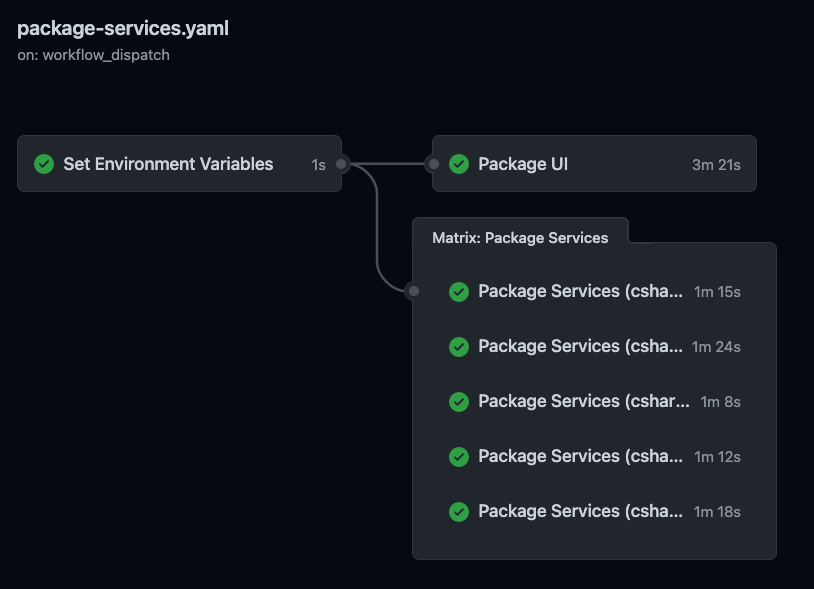 package-services.yaml
on: workflow_dispatch
Set Environment Variables 1s
Package UI 3m 21s
Matrix: Package Services
Package Services (csha... 1m 15s
Package Services (csha... 1m 24s
Package Services (cshar... 1m 8s
Package Services (csha... 1m 12s
Package Services (csha... 1m 18s